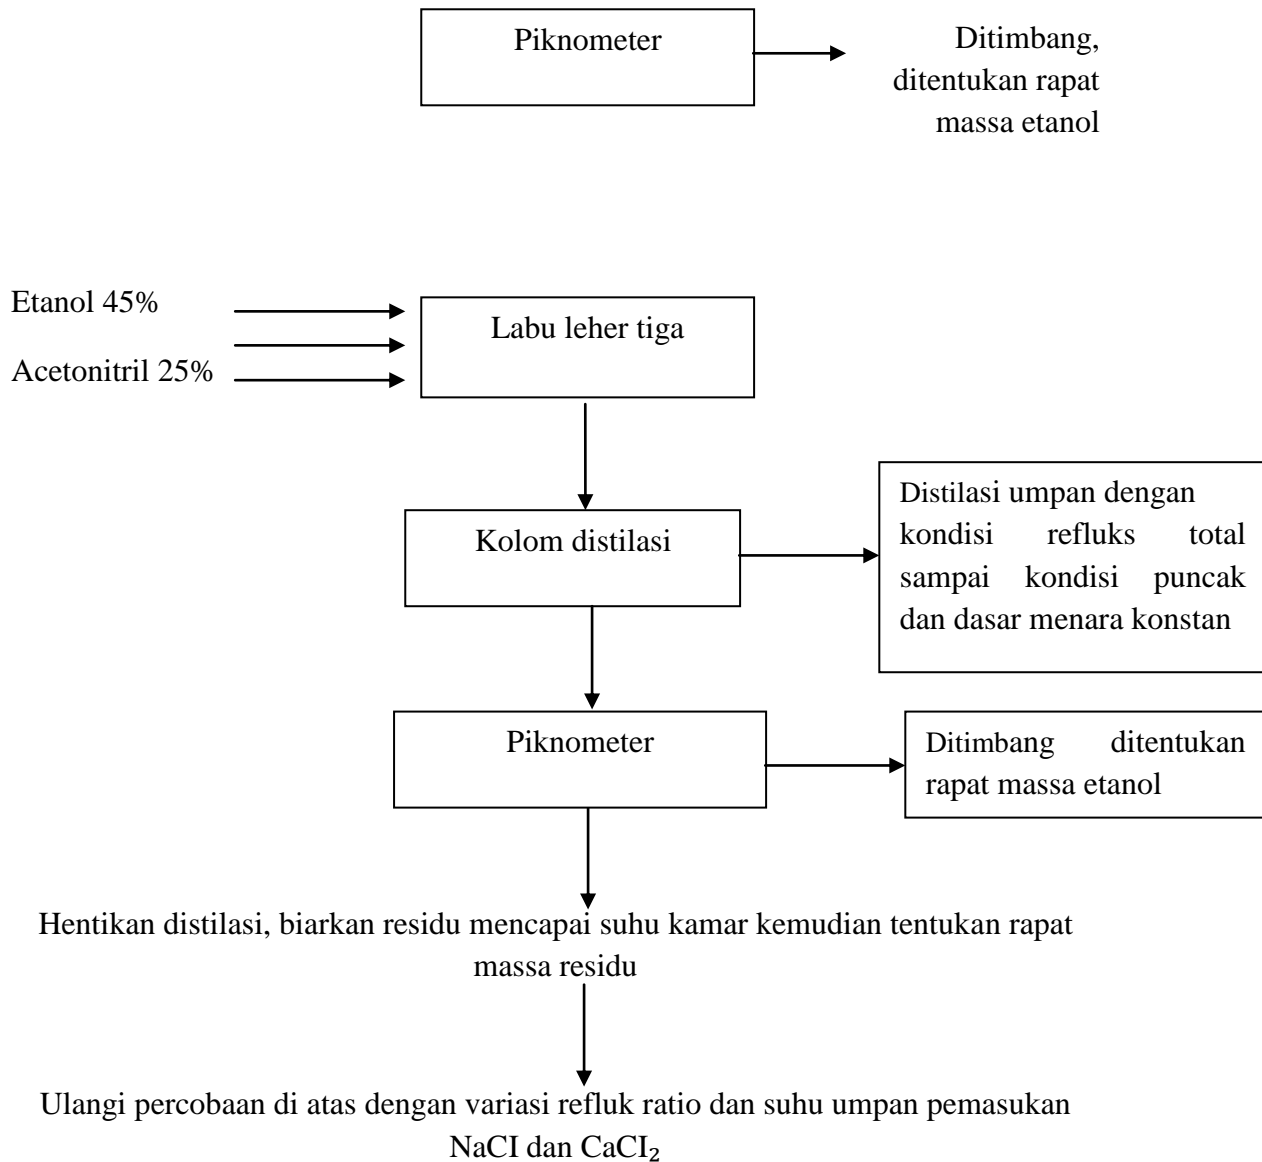 Piknometer
Ditimbang,
ditentukan rapat
massa etanol
Etanol 45%
Acetonitril 25%
Labu leher tiga
Kolom distilasi
Distilasi umpan dengan
kondisi refluks total
sampai kondisi puncak
dan dasar menara konstan
Piknometer
Ditimbang ditentukan
rapat massa etanol
Hentikan distilasi, biarkan residu mencapai suhu kamar kemudian tentukan rapat
massa residu
Ulangi percobaan di atas dengan variasi refluk ratio dan suhu umpan pemasukan
NaCI dan CaCI₂